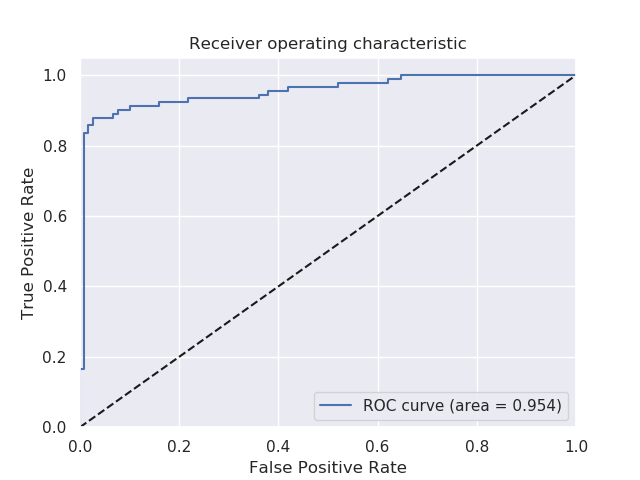 Receiver operating characteristic
True Positive Rate
1.0
0.8
0.6
0.4
0.2
0.0
0.0 0.2 0.4 0.6 0.8 1.0
False Positive Rate
ROC curve (area = 0.954)